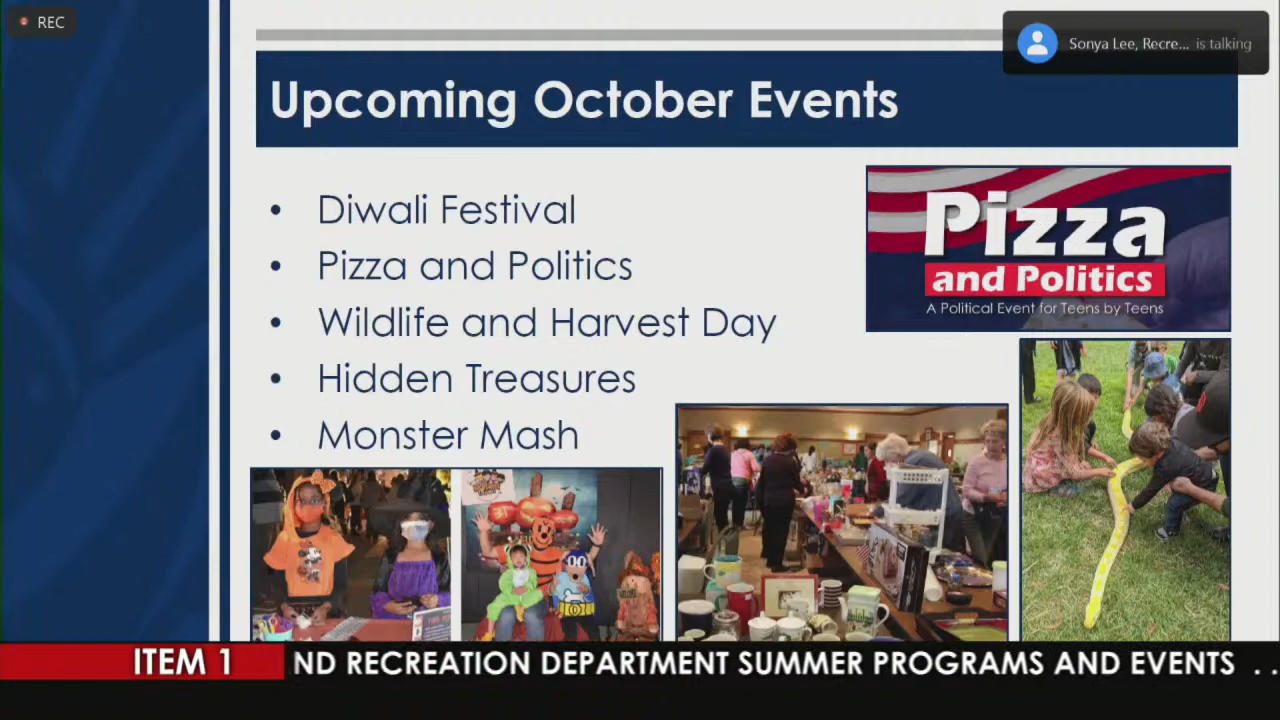 REC
Sonya Lee, Recre... is talking
Upcoming October Events
• Diwali Festival
• Pizza and Politics
• Wildlife and Harvest Day
• Hidden Treasures
• Monster Mash
Pizza
and Politics
A Political Event for Teens by Teens
ITEM 1
ND RECREATION DEPARTMENT SUMMER PROGRAMS AND EVENTS . .